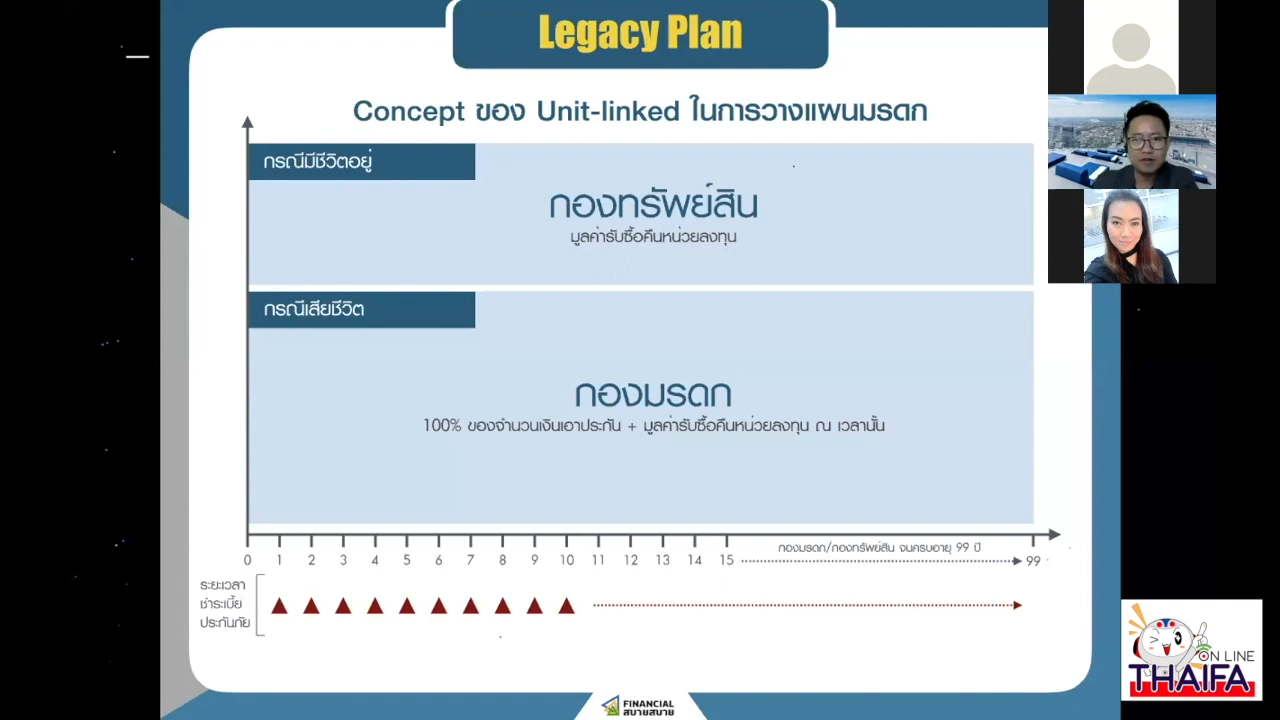 Legacy Plan
Concept ของ Unit-linked ในการวางแผนมรดก
กรณีมีชีวิตอยู่
กองทรัพย์สิน
มูลค่ารับซื้อคืนหน่วยลงทุน
กรณีเสียชีวิต
กองมรดก
100% ของจำนวนเงินเอาประกัน + มูลค่ารับซื้อคืนหน่วยลงทุน ณ เวลานั้น
กองมรดก/กองทรัพย์สิน จนครบอายุ 99 ปี
0 1 2 3 4 5 6 7 8 9 10 11 12 13 14 15 99
ระยะเวลา
ชำระเบี้ย
ประกันภัย
FINANCIAL
สบายสบาย
ON LINE
THAIFA